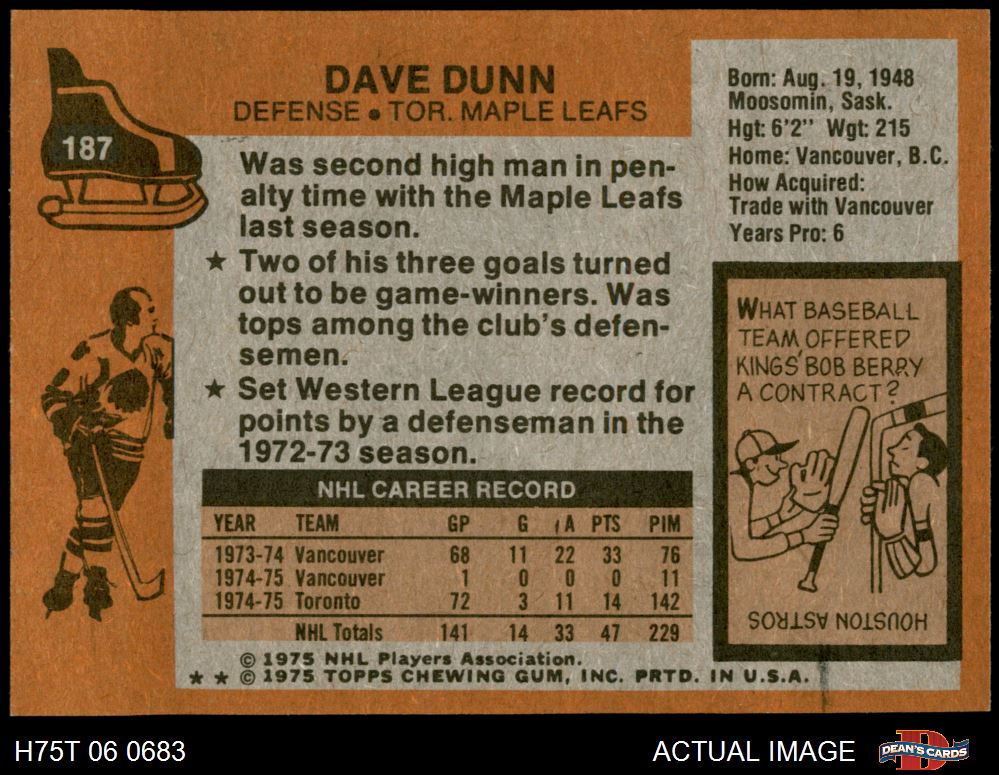 187
DAVE DUNN
DEFENSE • TOR. MAPLE LEAFS
Was second high man in pen-
alty time with the Maple Leafs
last season.
★ Two of his three goals turned
out to be game-winners. Was
tops among the club's defen-
semen.
★ Set Western League record for
points by a defenseman in the
1972-73 season.
NHL CAREER RECORD
YEAR TEAM GP G A PTS PIM
1973-74 Vancouver 68 11 22 33 76
1974-75 Vancouver 1 0 0 0 11
1974-75 Toronto 72 3 11 14 142
NHL Totals 141 14 33 47 229
© 1975 NHL Players Association.
★ ★ © 1975 TOPPS CHEWING GUM, INC. PRTD. IN U.S.A.
Born: Aug. 19, 1948
Moosomin, Sask.
Hgt: 6'2" Wgt: 215
Home: Vancouver, B.C.
How Acquired:
Trade with Vancouver
Years Pro: 6
WHAT BASEBALL
TEAM OFFERED
KINGS' BOB BERRY
A CONTRACT?
HOUSTON ASTROS
H75T 06 0683
ACTUAL IMAGE
D
DEAN'S CARDS